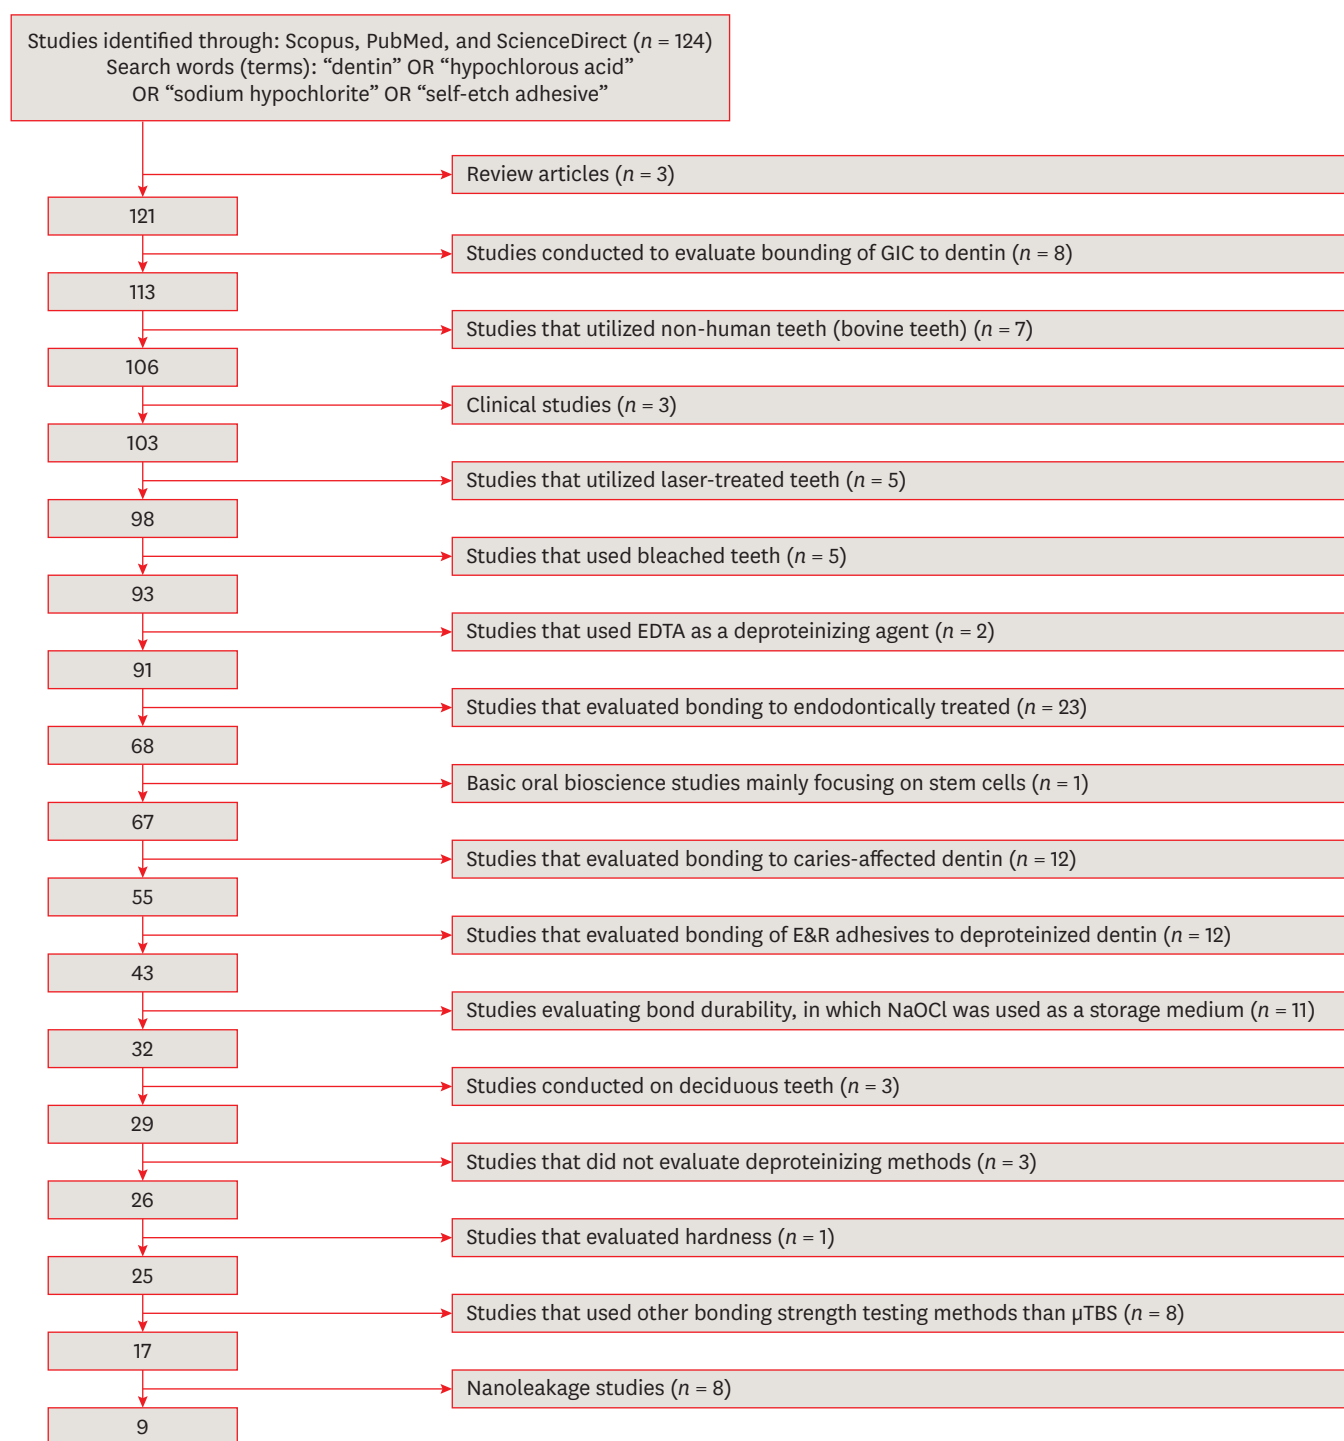 Studies identified through: Scopus, PubMed, and ScienceDirect (n = 124)
Search words (terms): “dentin” OR “hypochlorous acid”
OR “sodium hypochlorite” OR “self-etch adhesive”
Review articles (n = 3)
121
Studies conducted to evaluate bounding of GIC to dentin (n = 8)
113
Studies that utilized non-human teeth (bovine teeth) (n = 7)
106
Clinical studies (n = 3)
103
Studies that utilized laser-treated teeth (n = 5)
98
Studies that used bleached teeth (n = 5)
93
Studies that used EDTA as a deproteinizing agent (n = 2)
91
Studies that evaluated bonding to endodontically treated (n = 23)
68
Basic oral bioscience studies mainly focusing on stem cells (n = 1)
67
Studies that evaluated bonding to caries-affected dentin (n = 12)
55
Studies that evaluated bonding of E&R adhesives to deproteinized dentin (n = 12)
43
Studies evaluating bond durability, in which NaOCl was used as a storage medium (n = 11)
32
Studies conducted on deciduous teeth (n = 3)
29
Studies that did not evaluate deproteinizing methods (n = 3)
26
Studies that evaluated hardness (n = 1)
25
Studies that used other bonding strength testing methods than µTBS (n = 8)
17
Nanoleakage studies (n = 8)
9